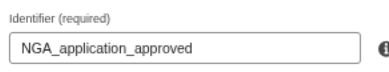 Identifier (required)
NGA_application_approved